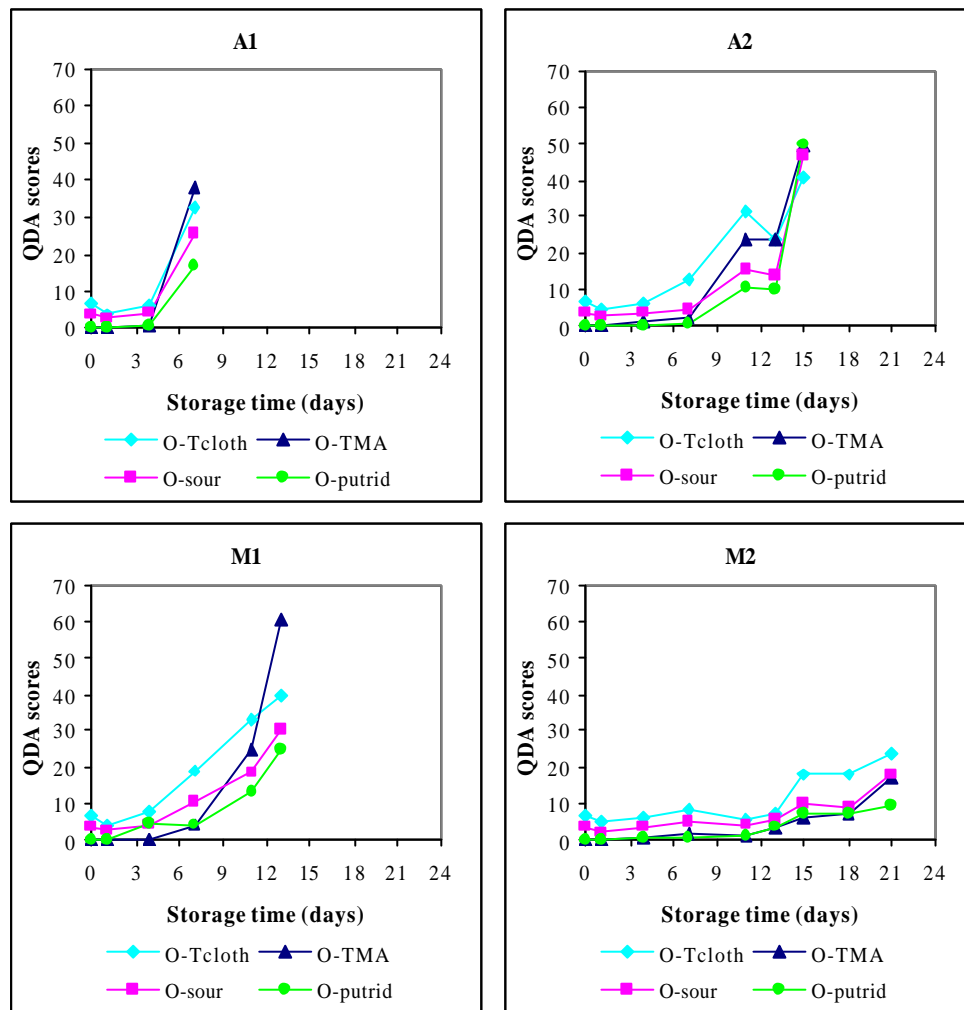 A1
QDA scores
70
60
50
40
30
20
10
0
0 3 6 9 12 15 18 21 24
Storage time (days)
O-Tcloth O-TMA
O-sour O-putrid
A2
QDA scores
70
60
50
40
30
20
10
0
0 3 6 9 12 15 18 21 24
Storage time (days)
O-Tcloth O-TMA
O-sour O-putrid
M1
QDA scores
70
60
50
40
30
20
10
0
0 3 6 9 12 15 18 21 24
Storage time (days)
O-Tcloth O-TMA
O-sour O-putrid
M2
QDA scores
70
60
50
40
30
20
10
0
0 3 6 9 12 15 18 21 24
Storage time (days)
O-Tcloth O-TMA
O-sour O-putrid